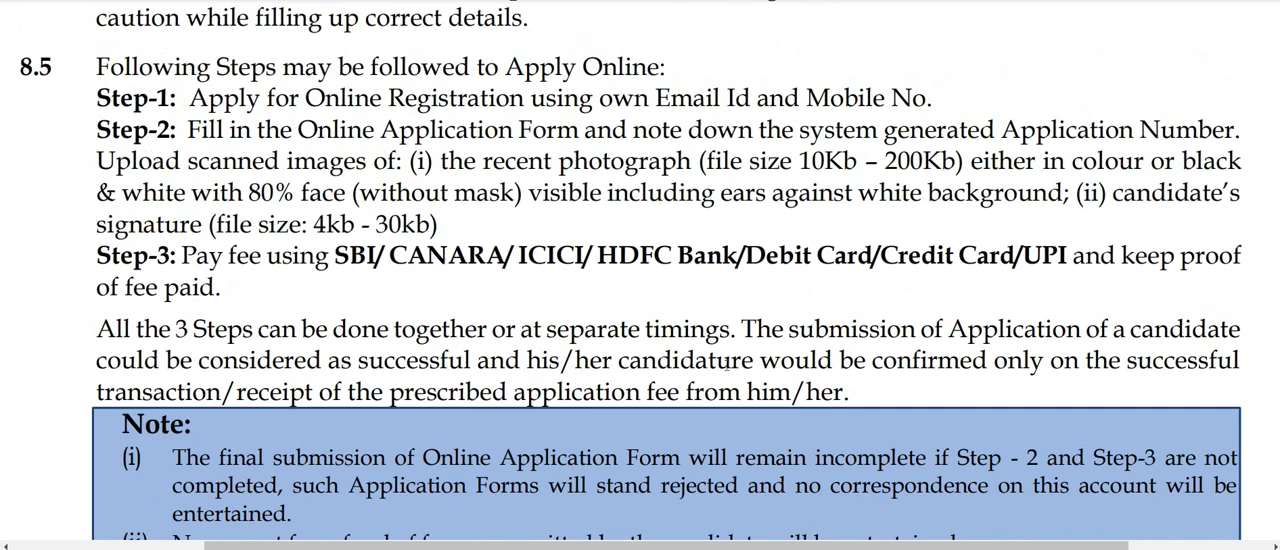 caution while filling up correct details.
8.5 Following Steps may be followed to Apply Online:
Step-1: Apply for Online Registration using own Email Id and Mobile No.
Step-2: Fill in the Online Application Form and note down the system generated Application Number.
Upload scanned images of: (i) the recent photograph (file size 10Kb – 200Kb) either in colour or black
& white with 80% face (without mask) visible including ears against white background; (ii) candidate's
signature (file size: 4kb - 30kb)
Step-3: Pay fee using SBI/ CANARA/ ICICI/ HDFC Bank/Debit Card/Credit Card/UPI and keep proof
of fee paid.
All the 3 Steps can be done together or at separate timings. The submission of Application of a candidate
could be considered as successful and his/her candidature would be confirmed only on the successful
transaction/receipt of the prescribed application fee from him/her.
Note:
(i) The final submission of Online Application Form will remain incomplete if Step - 2 and Step-3 are not
completed, such Application Forms will stand rejected and no correspondence on this account will be
entertained.